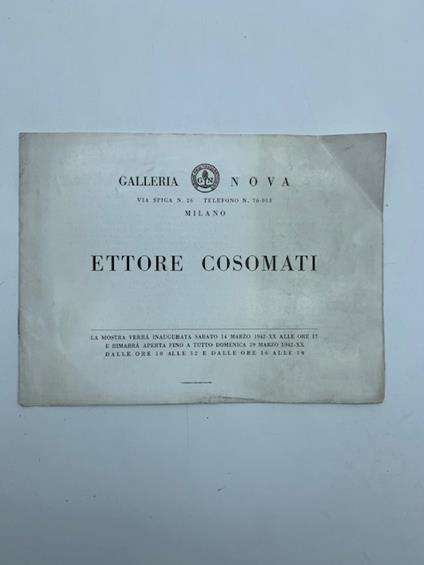 GALLERIA GN NOVA
VIA SPIGA N. 26 TELEFONO N. 76-013
MILANO
ETTORE COSOMATI
LA MOSTRA VERRÀ INAUGURATA SABATO 14 MARZO 1942-XX ALLE ORE 17
E RIMARRÀ APERTA FINO A TUTTO DOMENICA 29 MARZO 1942-XX
DALLE ORE 10 ALLE 12 E DALLE ORE 16 ALLE 19